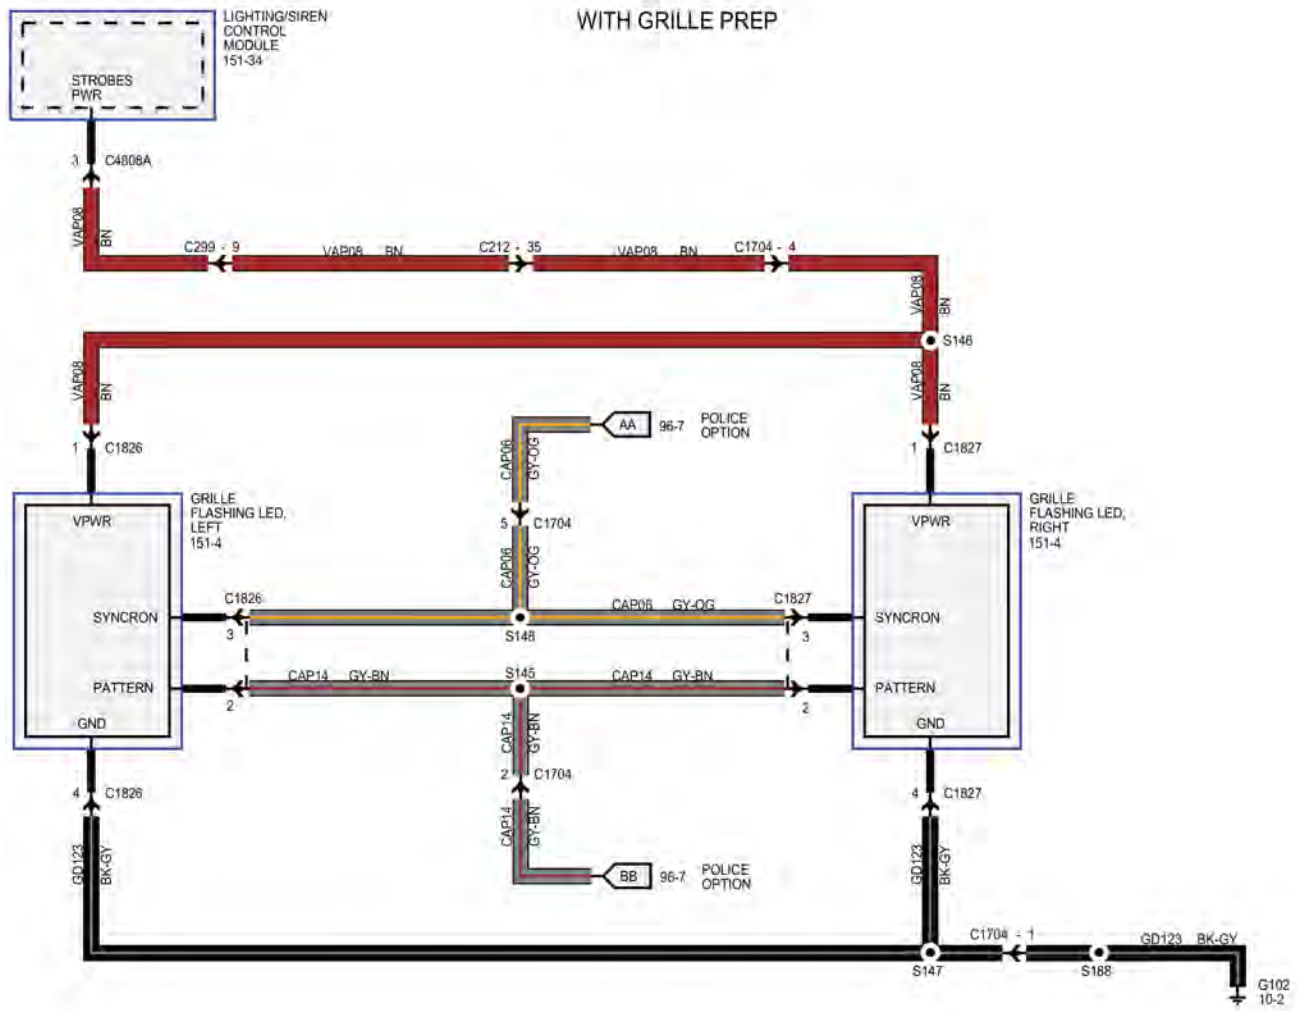 WITH GRILLE PREP
LIGHTING/SIREN
CONTROL
MODULE
151-34
STROBES
PWR
3 C4808A
VAP08 BN
C299 - 9
VAP08 BN
C212 - 35
VAP08 BN
C1704 - 4
VAP08 BN
S146
VAP08 BN
VAP08 BN
1 C1826
1 C1827
AA 96-7 POLICE
OPTION
CAP06 GY-OG
5 C1704
CAP06 GY-OG
GRILLE
FLASHING LED,
LEFT
151-4
VPWR
SYNCRON
PATTERN
GND
GRILLE
FLASHING LED,
RIGHT
151-4
VPWR
SYNCRON
PATTERN
GND
C1826
3
S148
CAP06 GY-OG
C1827
3
CAP14 GY-BN
S145
CAP14 GY-BN
2
2
CAP14 GY-BN
2 C1704
CAP14 GY-BN
BB 96-7 POLICE
OPTION
4 C1826
4 C1827
GD123 BK-GY
GD123 BK-GY
S147
C1704 - 1
S188
GD123 BK-GY
G102
10-2